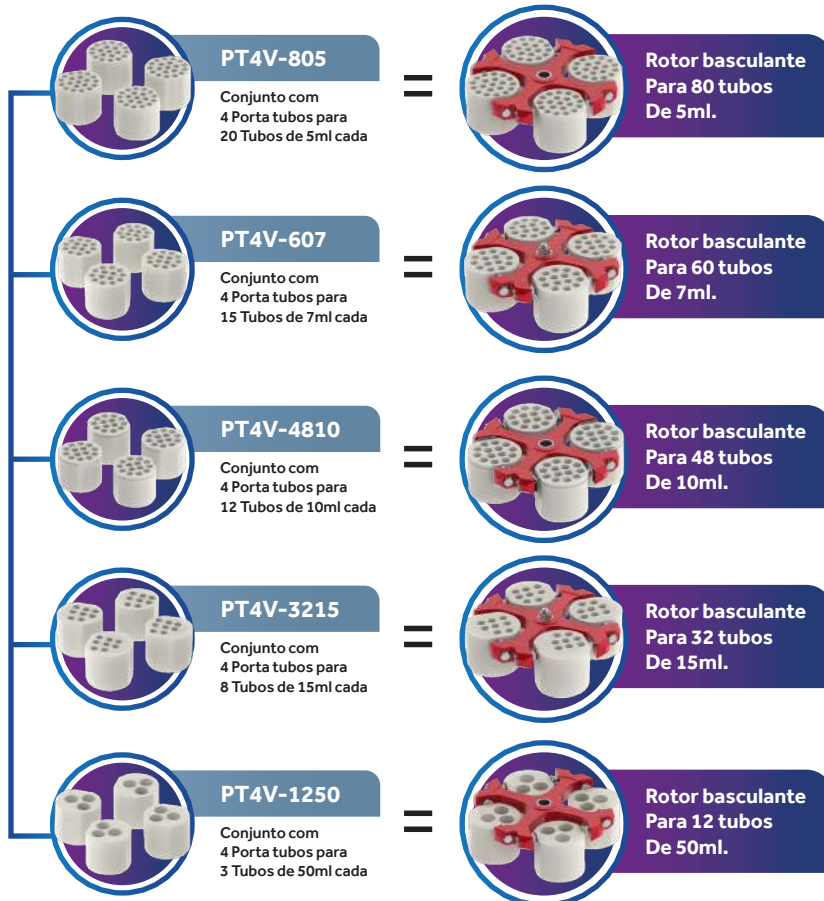 PT4V-805
Conjunto com
4 Porta tubos para
20 Tubos de 5ml cada
=
Rotor basculante
Para 80 tubos
De 5ml.
PT4V-607
Conjunto com
4 Porta tubos para
15 Tubos de 7ml cada
=
Rotor basculante
Para 60 tubos
De 7ml.
PT4V-4810
Conjunto com
4 Porta tubos para
12 Tubos de 10ml cada
=
Rotor basculante
Para 48 tubos
De 10ml.
PT4V-3215
Conjunto com
4 Porta tubos para
8 Tubos de 15ml cada
=
Rotor basculante
Para 32 tubos
De 15ml.
PT4V-1250
Conjunto com
4 Porta tubos para
3 Tubos de 50ml cada
=
Rotor basculante
Para 12 tubos
De 50ml.